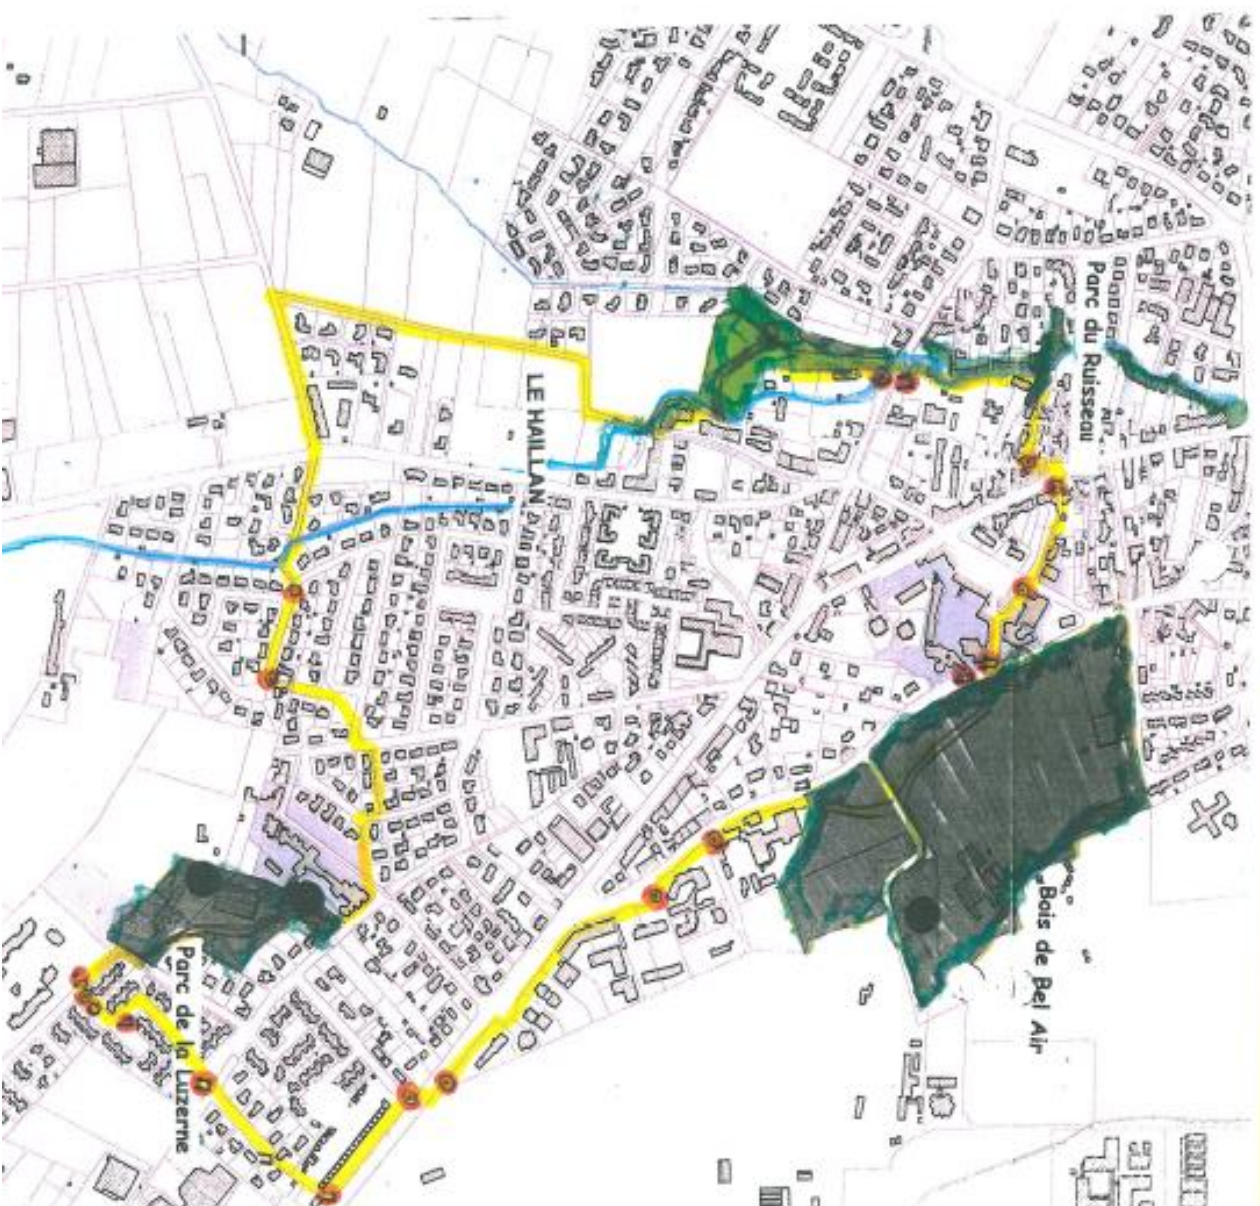 Parc du Ruisseau
LE HAILLAN
Bois de Bel Air
Parc de la Luzerne